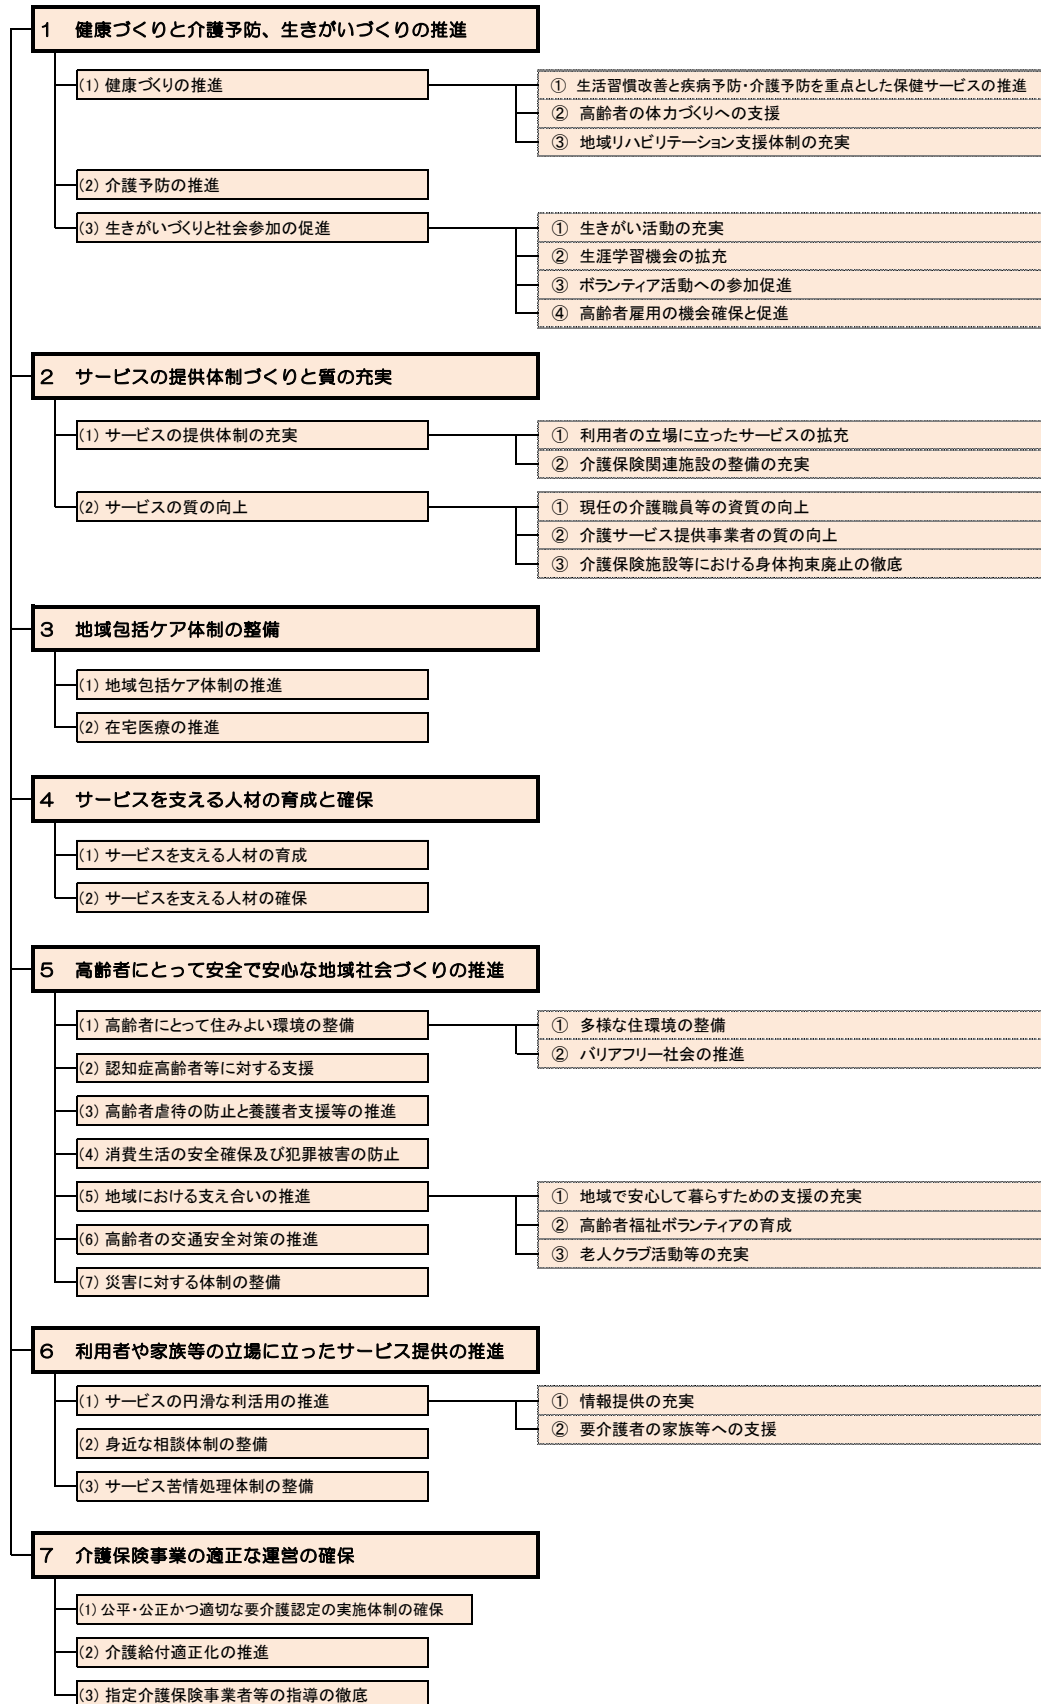 １　健康づくりと介護予防、生きがいづくりの推進
(1) 健康づくりの推進
①　生活習慣改善と疾病予防・介護予防を重点とした保健サービスの推進
②　高齢者の体力づくりへの支援
③　地域リハビリテーション支援体制の充実
(2) 介護予防の推進
(3) 生きがいづくりと社会参加の促進
①　生きがい活動の充実
②　生涯学習機会の拡充
③　ボランティア活動への参加促進
④　高齢者雇用の機会確保と促進
２　サービスの提供体制づくりと質の充実
(1) サービスの提供体制の充実
①　利用者の立場に立ったサービスの拡充
②　介護保険関連施設の整備の充実
(2) サービスの質の向上
①　現任の介護職員等の資質の向上
②　介護サービス提供事業者の質の向上
③　介護保険施設等における身体拘束廃止の徹底
３　地域包括ケア体制の整備
(1) 地域包括ケア体制の推進
(2) 在宅医療の推進
４　サービスを支える人材の育成と確保
(1) サービスを支える人材の育成
(2) サービスを支える人材の確保
５　高齢者にとって安全で安心な地域社会づくりの推進
(1) 高齢者にとって住みよい環境の整備
①　多様な住環境の整備
②　バリアフリー社会の推進
(2) 認知症高齢者等に対する支援
(3) 高齢者虐待の防止と養護者支援等の推進
(4) 消費生活の安全確保及び犯罪被害の防止
(5) 地域における支え合いの推進
①　地域で安心して暮らすための支援の充実
②　高齢者福祉ボランティアの育成
③　老人クラブ活動等の充実
(6) 高齢者の交通安全対策の推進
(7) 災害に対する体制の整備
６　利用者や家族等の立場に立ったサービス提供の推進
(1) サービスの円滑な利活用の推進
①　情報提供の充実
②　要介護者の家族等への支援
(2) 身近な相談体制の整備
(3) サービス苦情処理体制の整備
７　介護保険事業の適正な運営の確保
(1) 公平・公正かつ適切な要介護認定の実施体制の確保
(2) 介護給付適正化の推進
(3) 指定介護保険事業者等の指導の徹底